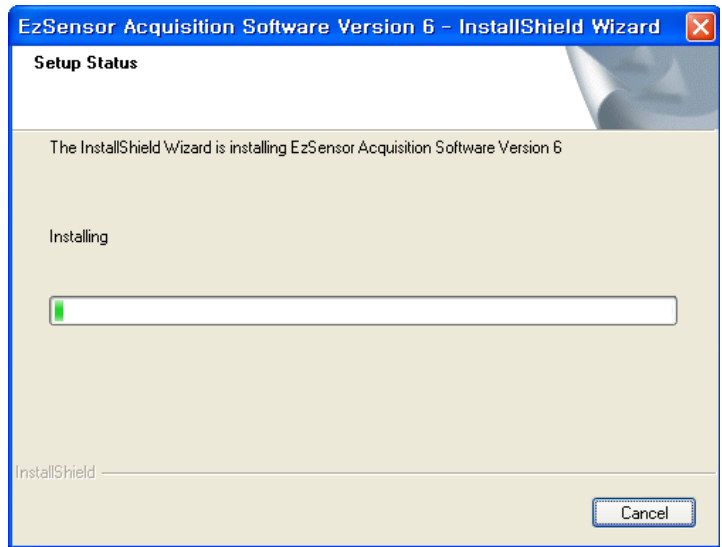 EzSensor Acquisition Software Version 6 - InstallShield Wizard
Setup Status
The InstallShield Wizard is installing EzSensor Acquisition Software Version 6
Installing
InstallShield
Cancel